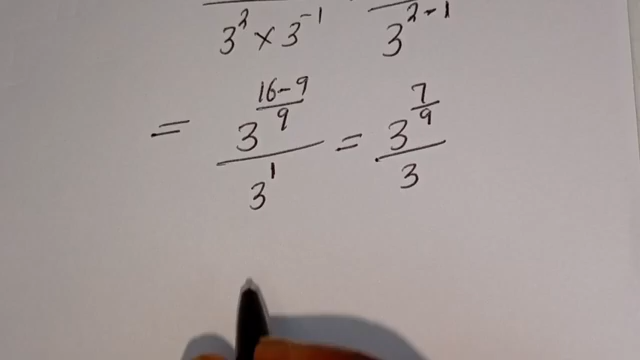 3^2 × 3^-1   3^2-1
= 3^(16-9)/9 / 3^1 = 3^7/9 / 3